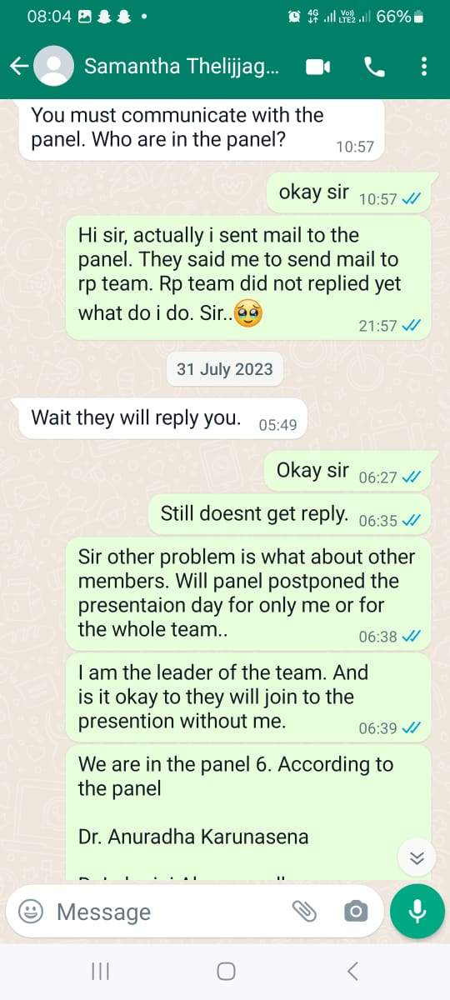 08:04
4G Vo)) LTE2 66%
Samantha Thelijjag...
You must communicate with the
panel. Who are in the panel?
10:57
okay sir 10:57
Hi sir, actually i sent mail to the
panel. They said me to send mail to
rp team. Rp team did not replied yet
what do i do. Sir..🥹
21:57
31 July 2023
Wait they will reply you. 05:49
Okay sir 06:27
Still doesnt get reply. 06:35
Sir other problem is what about other
members. Will panel postponed the
presentaion day for only me or for
the whole team..
06:38
I am the leader of the team. And
is it okay to they will join to the
presention without me.
06:39
We are in the panel 6. According to
the panel
Dr. Anuradha Karunasena
Message